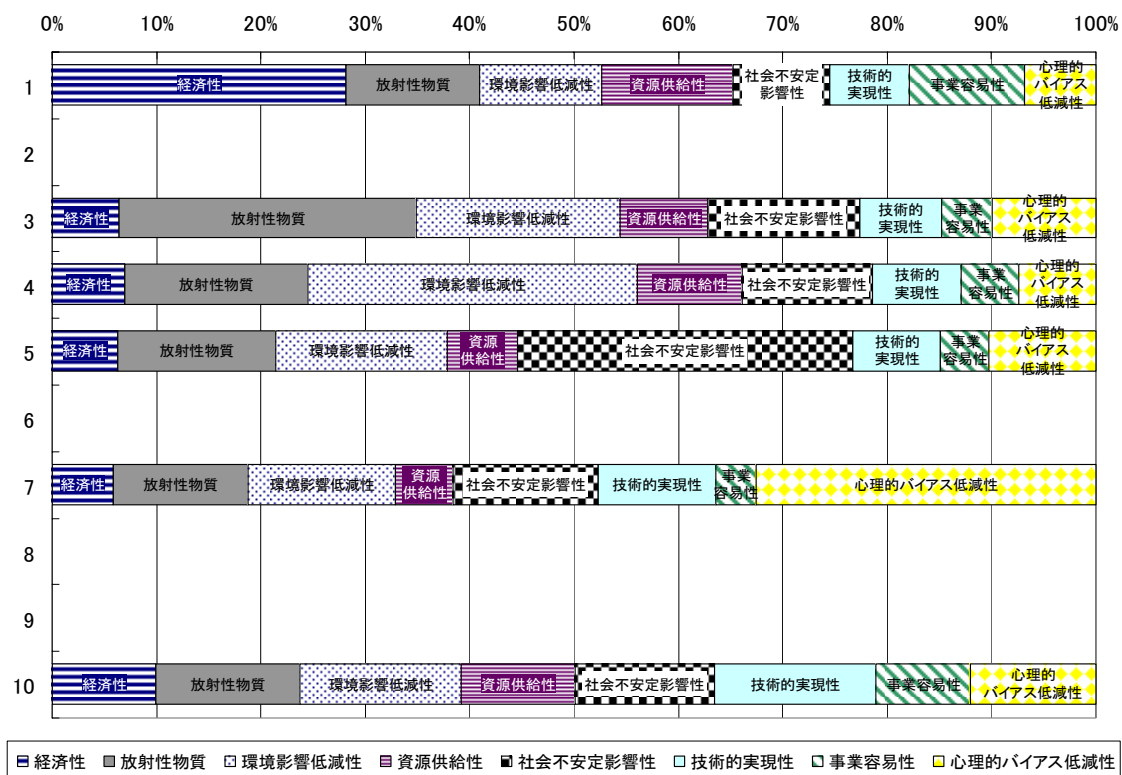 0% 10% 20% 30% 40% 50% 60% 70% 80% 90% 100%
1 経済性 放射性物質 環境影響低減性 資源供給性 社会不安定 影響性 技術的 実現性 事業容易性 心理的 バイアス 低減性
2
3 経済性 放射性物質 環境影響低減性 資源供給性 社会不安定影響性 技術的 実現性 事業 容易性 心理的 バイアス 低減性
4 経済性 放射性物質 環境影響低減性 資源供給性 社会不安定影響性 技術的 実現性 事業 容易性 心理的 バイアス 低減性
5 経済性 放射性物質 環境影響低減性 資源 供給性 社会不安定影響性 技術的 実現性 事業 容易性 心理的 バイアス 低減性
6
7 経済性 放射性物質 環境影響低減性 資源 供給性 社会不安定影響性 技術的実現性 事業 容易性 心理的バイアス低減性
8
9
10 経済性 放射性物質 環境影響低減性 資源供給性 社会不安定影響性 技術的実現性 事業容易性 心理的 バイアス低減性
経済性 放射性物質 環境影響低減性 資源供給性 社会不安定影響性 技術的実現性 事業容易性 心理的バイアス低減性